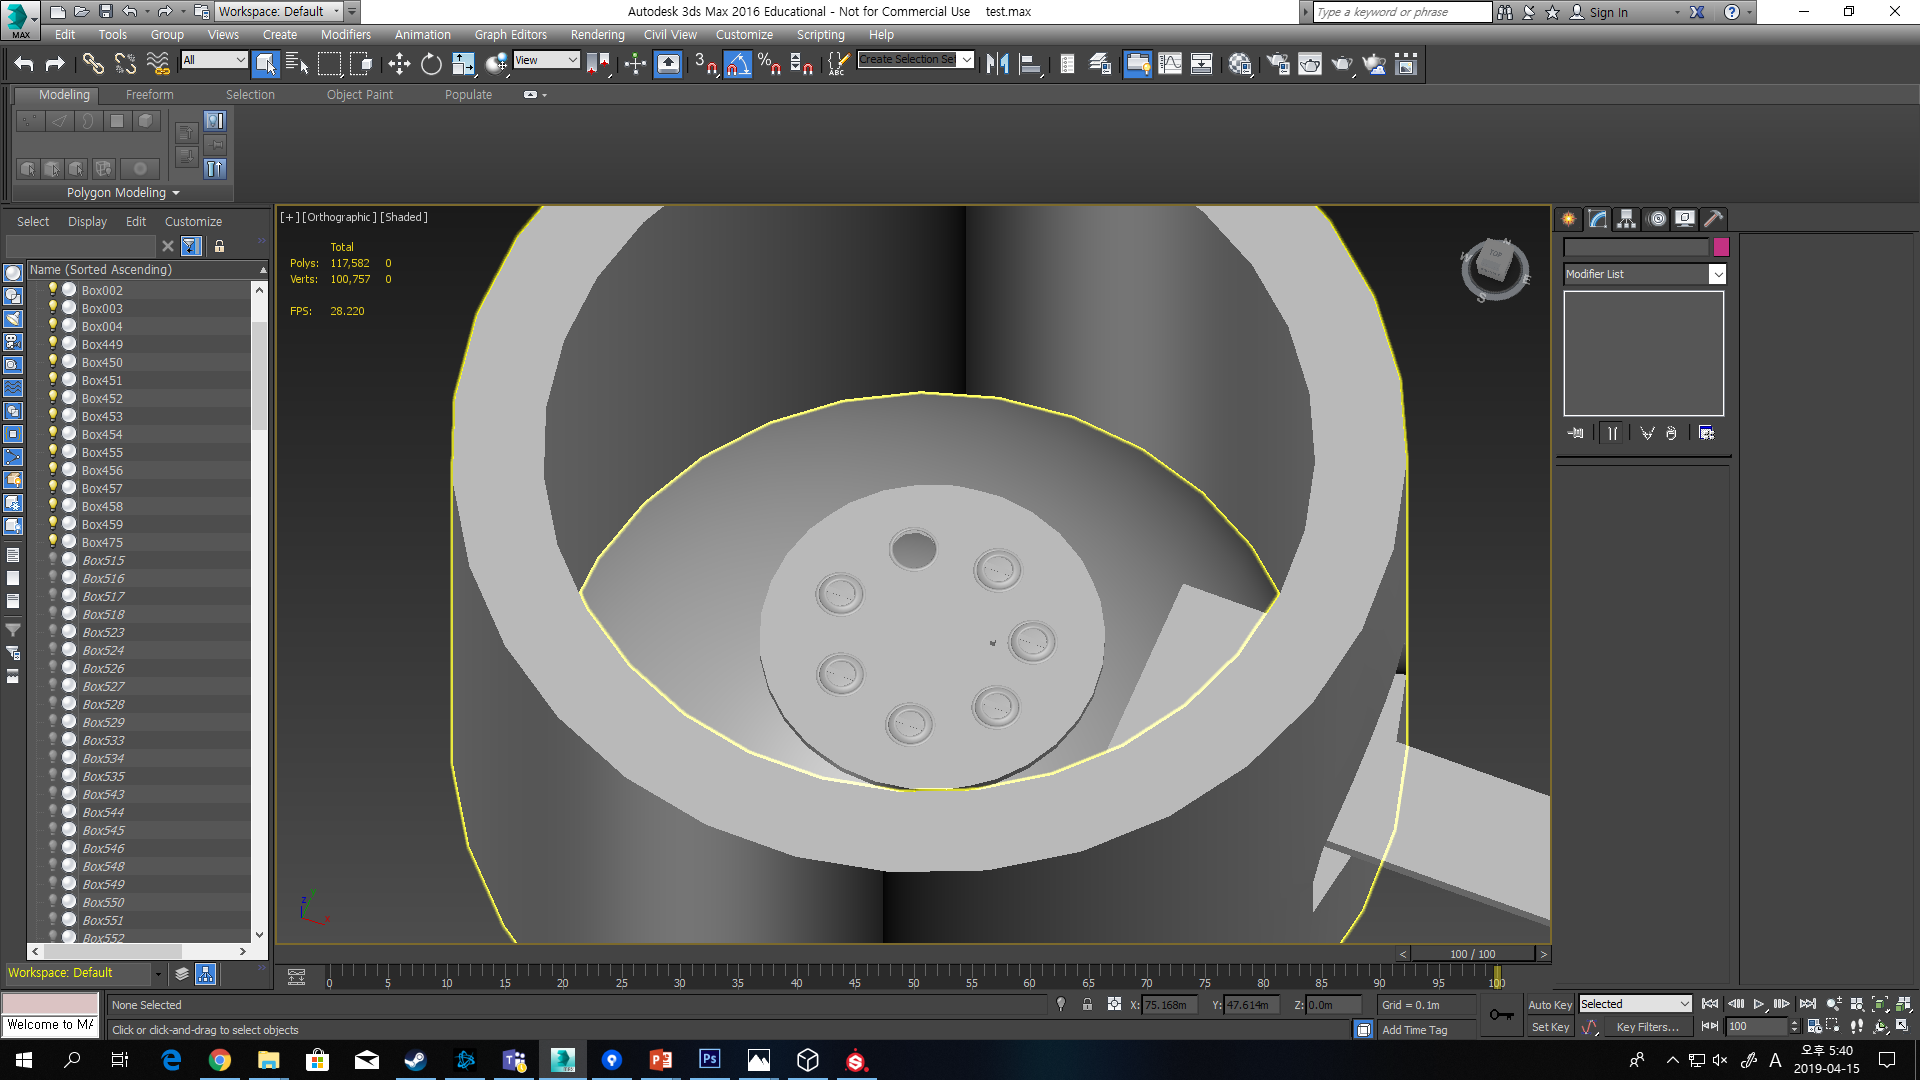 Workspace: Default
Autodesk 3ds Max 2016 Educational - Not for Commercial Use    test.max
Type a keyword or phrase
Sign In
MAX
Edit Tools Group Views Create Modifiers Animation Graph Editors Rendering Civil View Customize Scripting Help
All
View
3
%
ABC
Create Selection Se
Modeling Freeform Selection Object Paint Populate
Polygon Modeling
Select Display Edit Customize
Name (Sorted Ascending)
Box002
Box003
Box004
Box449
Box450
Box451
Box452
Box453
Box454
Box455
Box456
Box457
Box458
Box459
Box475
Box515
Box516
Box517
Box518
Box523
Box524
Box526
Box527
Box528
Box529
Box533
Box534
Box535
Box543
Box544
Box545
Box546
Box548
Box549
Box550
Box551
Box552
[+] [Orthographic] [Shaded]
Total
Polys: 117,582 0
Verts: 100,757 0
FPS: 28.220
TOP
N
W
E
S
z
y
x
Modifier List
< 100 / 100 >
Workspace: Default
0 5 10 15 20 25 30 35 40 45 50 55 60 65 70 75 80 85 90 95 100
None Selected
X: 75.168m Y: 47.614m Z: 0.0m Grid = 0.1m
Auto Key Selected
Welcome to MA
Click or click-and-drag to select objects
Add Time Tag
Set Key Key Filters... 100
A
오후 5:40
2019-04-15